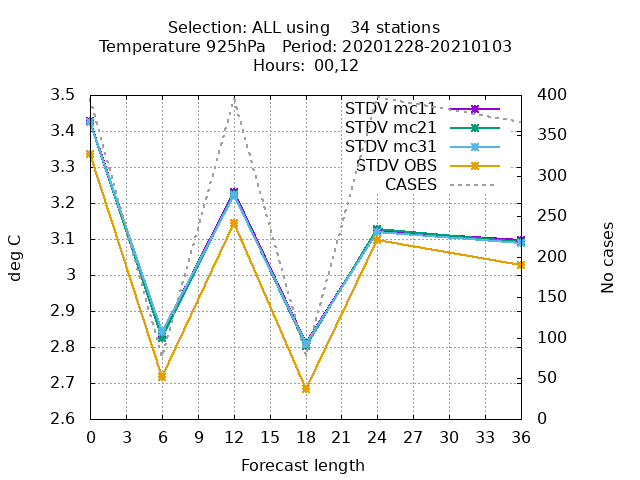 Selection: ALL using    34 stations
Temperature 925hPa   Period: 20201228-20210103
Hours:  00,12
3.5
3.4
3.3
3.2
3.1
3
2.9
2.8
2.7
2.6
deg C
STDV mc11
STDV mc21
STDV mc31
STDV OBS
CASES
400
350
300
250
200
150
100
50
0
No cases
0 3 6 9 12 15 18 21 24 27 30 33 36
Forecast length